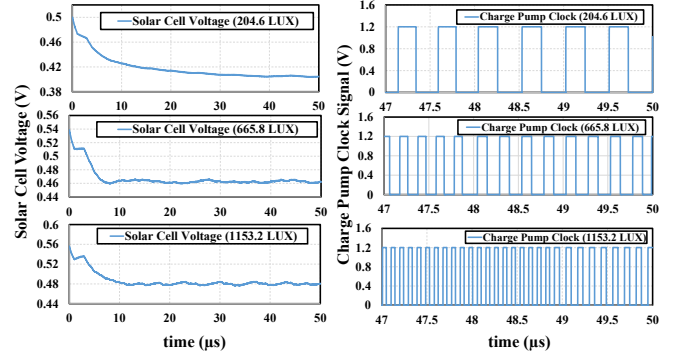 Solar Cell Voltage (V)
0.5
0.46
0.42
0.38
Solar Cell Voltage (204.6 LUX)
0 10 20 30 40 50
0.56
0.54
0.52
0.5
0.48
0.46
0.44
Solar Cell Voltage (665.8 LUX)
0 10 20 30 40 50
0.6
0.56
0.52
0.48
0.44
Solar Cell Voltage (1153.2 LUX)
0 10 20 30 40 50
time (µs)
Charge Pump Clock Signal (V)
1.6
1.2
0.8
0.4
0
Charge Pump Clock (204.6 LUX)
47 47.5 48 48.5 49 49.5 50
1.6
1.2
0.8
0.4
0
Charge Pump Clock (665.8 LUX)
47 47.5 48 48.5 49 49.5 50
1.6
1.2
0.8
0.4
0
Charge Pump Clock (1153.2 LUX)
47 47.5 48 48.5 49 49.5 50
time (µs)